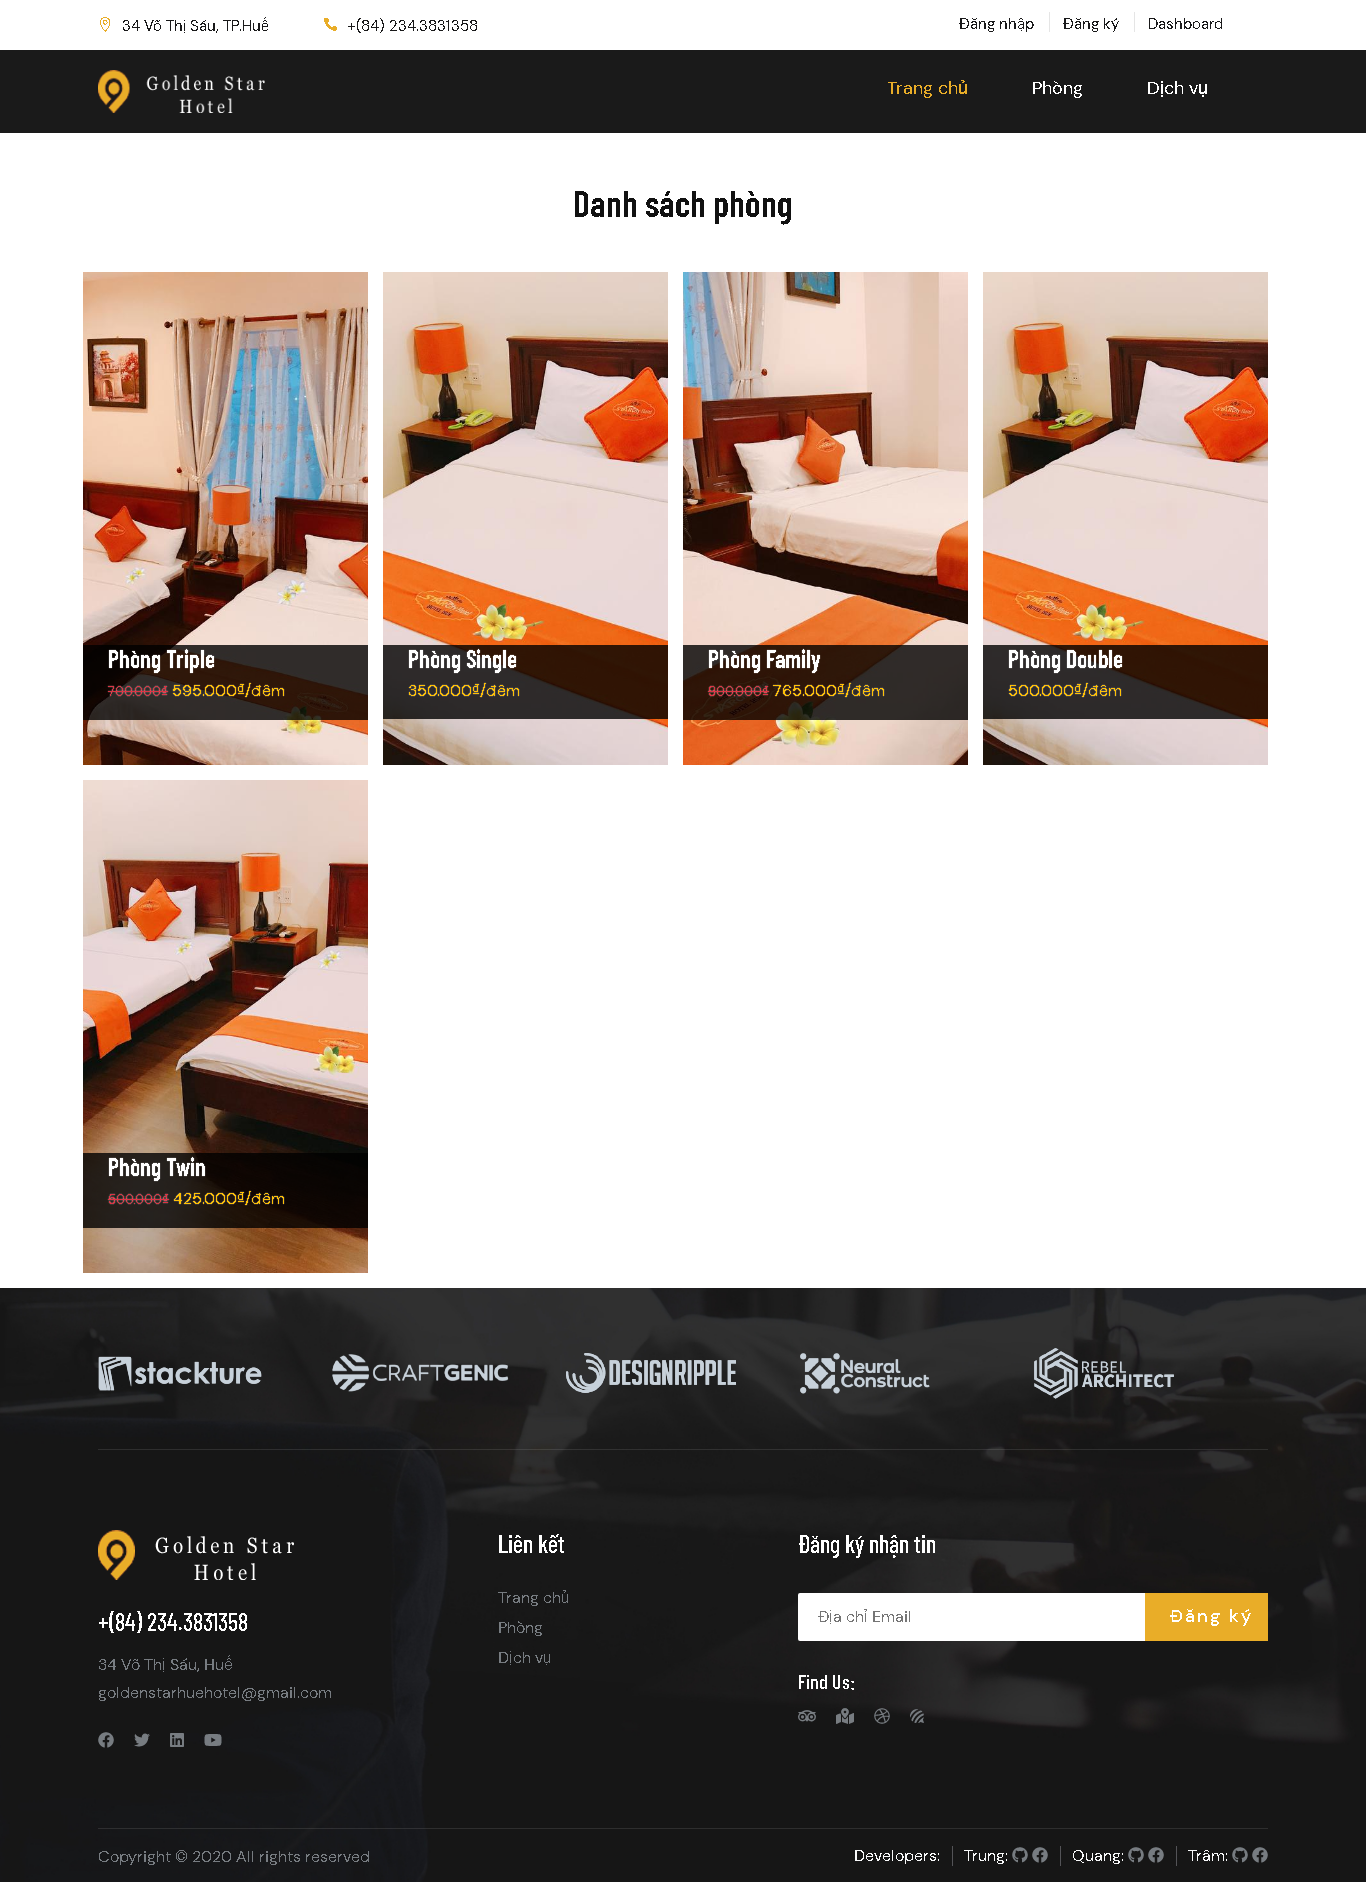 34 Võ Thị Sáu, TP.Huế
+(84) 234.3831358
Đăng nhập
Đăng ký
Dashboard
Golden Star
Hotel
Trang chủ
Phòng
Dịch vụ
Danh sách phòng
Phòng Triple
700.000₫ 595.000₫/đêm
Phòng Single
350.000₫/đêm
Phòng Family
900.000₫ 765.000₫/đêm
Phòng Double
500.000₫/đêm
Phòng Twin
500.000₫ 425.000₫/đêm
stackture
CRAFTGENIC
DESIGNRIPPLE
Neural
Construct
REBEL
ARCHITECT
Golden Star
Hotel
+(84) 234.3831358
34 Võ Thị Sáu, Huế
goldenstarhuehotel@gmail.com
Liên kết
Trang chủ
Phòng
Dịch vụ
Đăng ký nhận tin
Địa chỉ Email
Đăng ký
Find Us:
Copyright © 2020 All rights reserved
Developers:
Trung:
Quang:
Trâm: